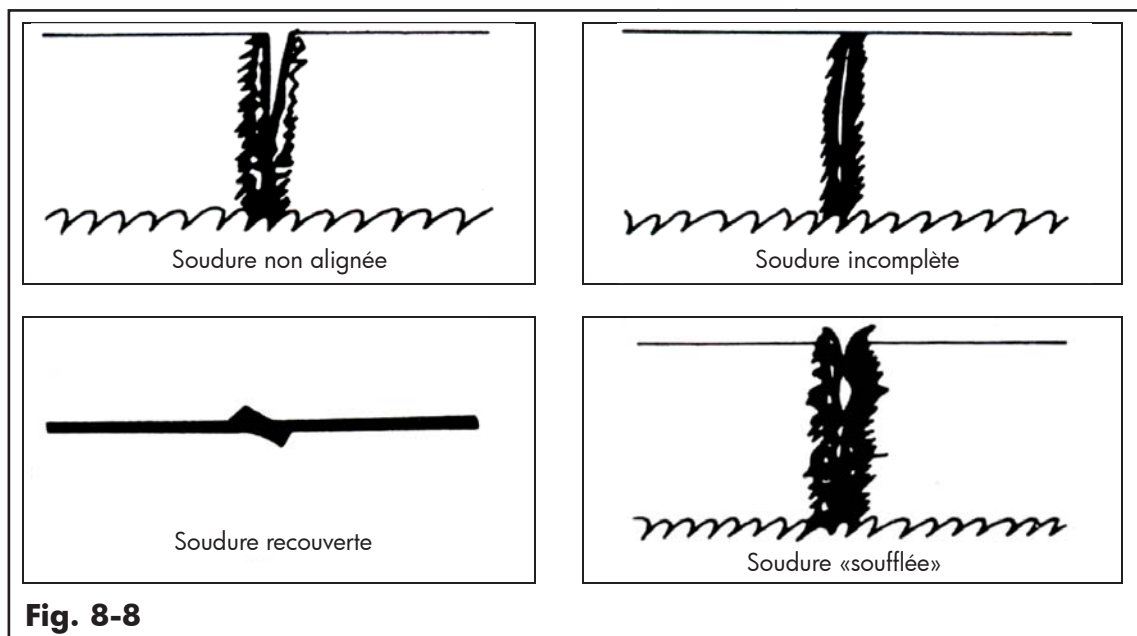 Soudure non alignée
Soudure incomplète
Soudure recouverte
Soudure «soufflée»
Fig. 8-8